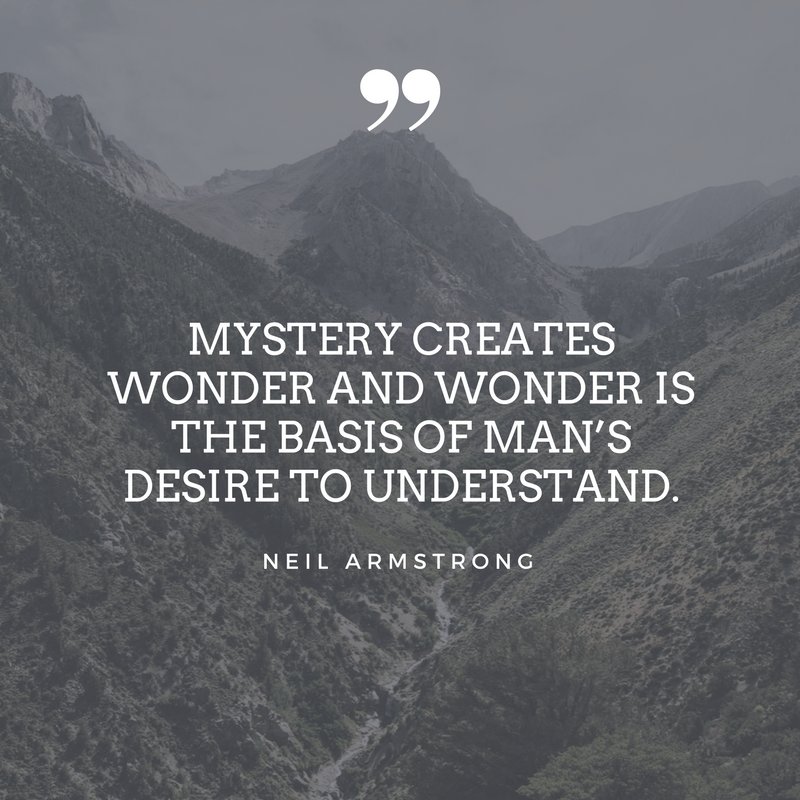 ”
MYSTERY CREATES
WONDER AND WONDER IS
THE BASIS OF MAN’S
DESIRE TO UNDERSTAND.
NEIL ARMSTRONG